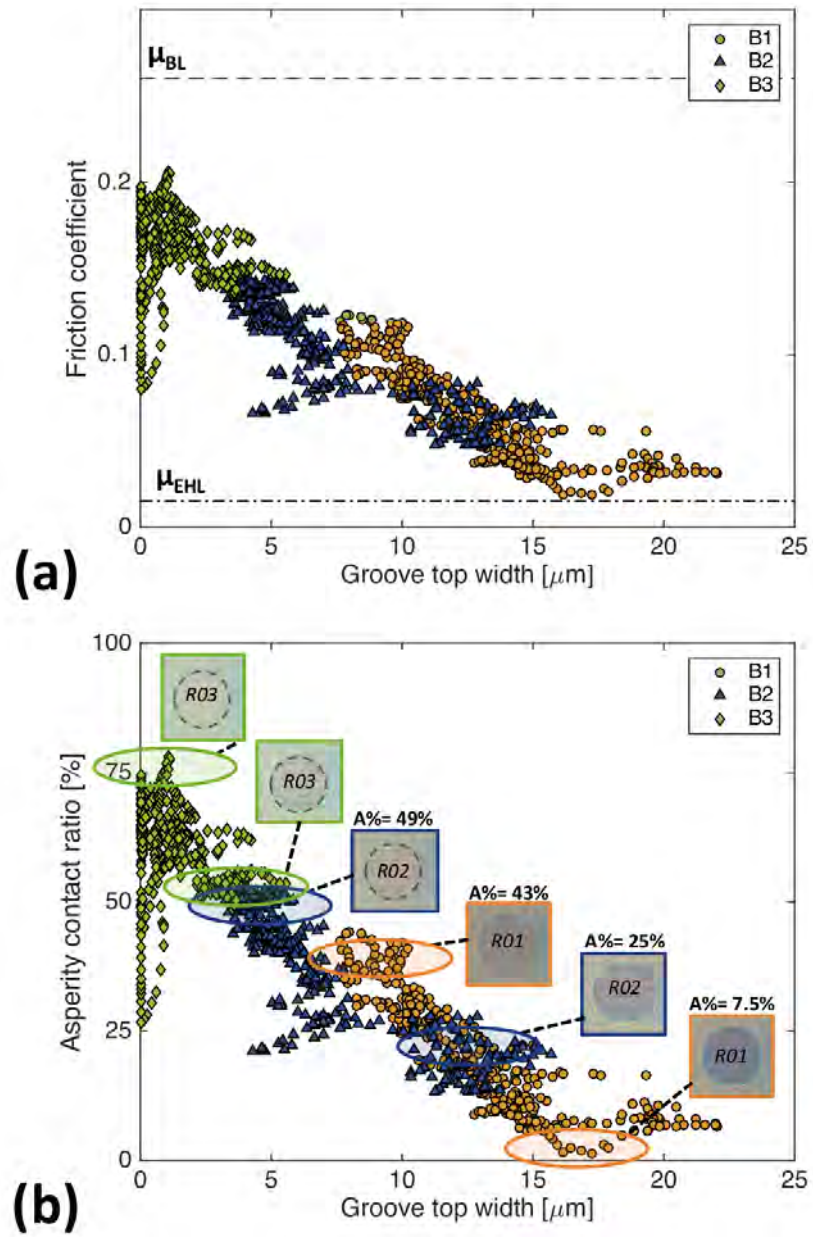 μBL
B1
B2
B3
0.2
0.1
0
μEHL
Friction coefficient
0 5 10 15 20 25
Groove top width [μm]
(a)
100
75
50
25
0
B1
B2
B3
R03
R03
A%= 49%
R02
A%= 43%
R01
A%= 25%
R02
A%= 7.5%
R01
Asperity contact ratio [%]
0 5 10 15 20 25
Groove top width [μm]
(b)